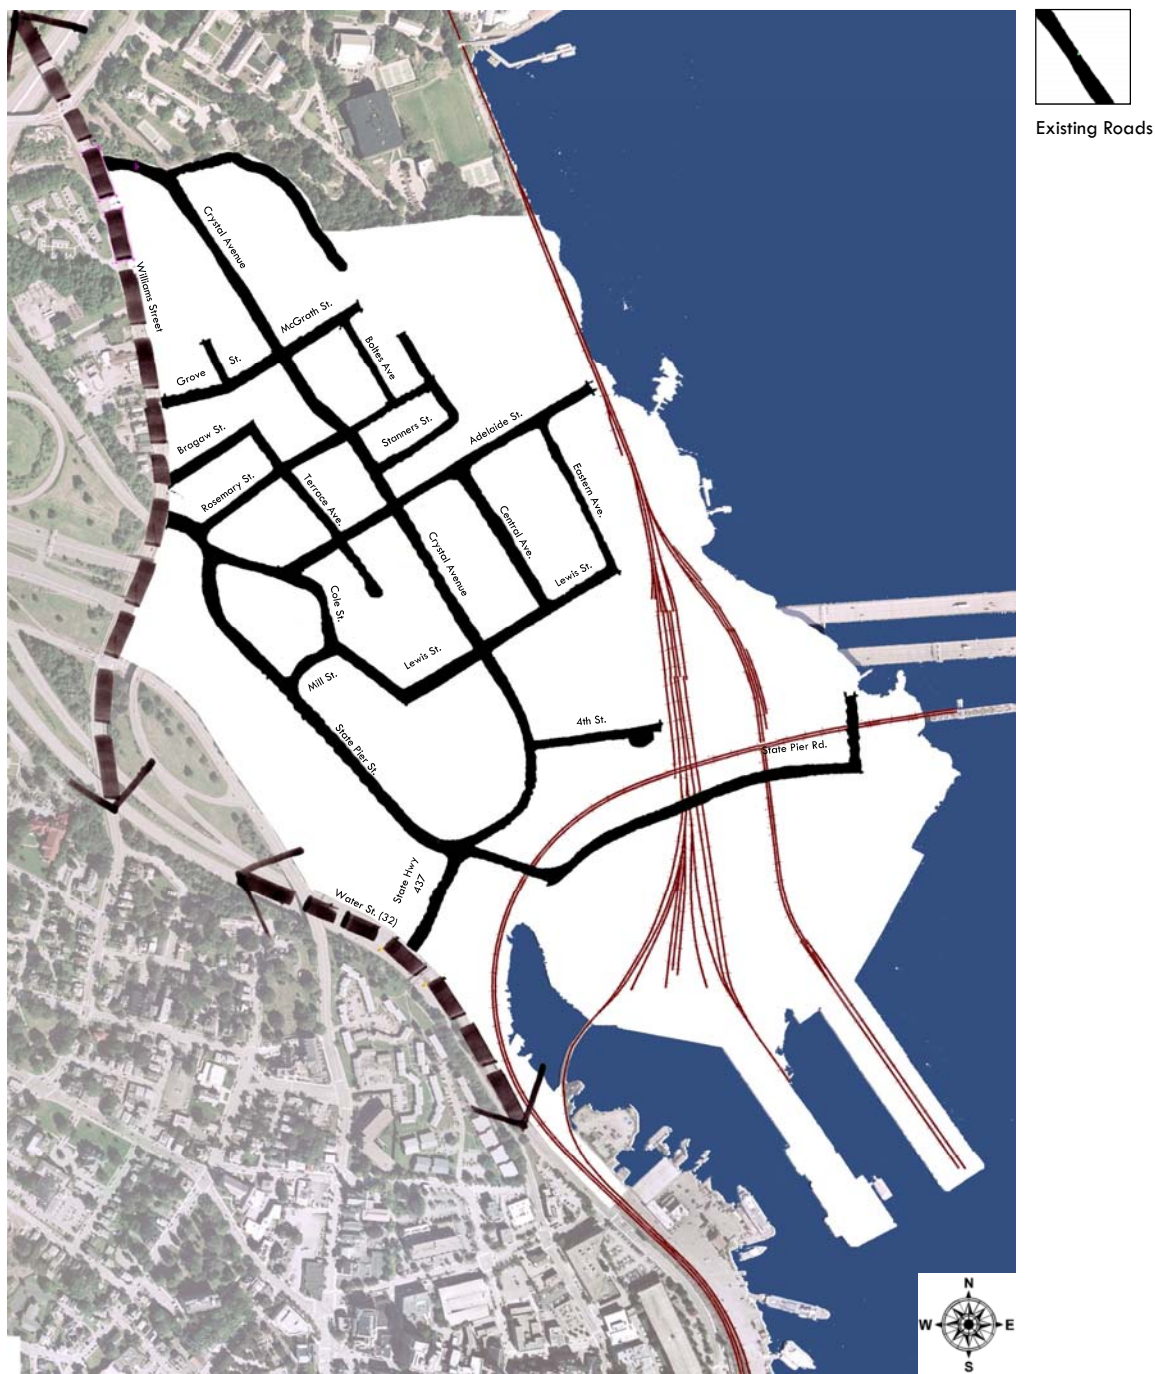 Existing Roads
Crystal Avenue
Williams Street
McGrath St.
Grove St.
Boltes Ave
Bragaw St.
Stanners St.
Adelaide St.
Rosemary St.
Terrace Ave.
Eastern Ave.
Central Ave.
Crystal Avenue
Lewis St.
Cole St.
Lewis St.
Mill St.
4th St.
State Pier St.
State Pier Rd.
State Hwy
437
Water St. (32)
N
W E
S